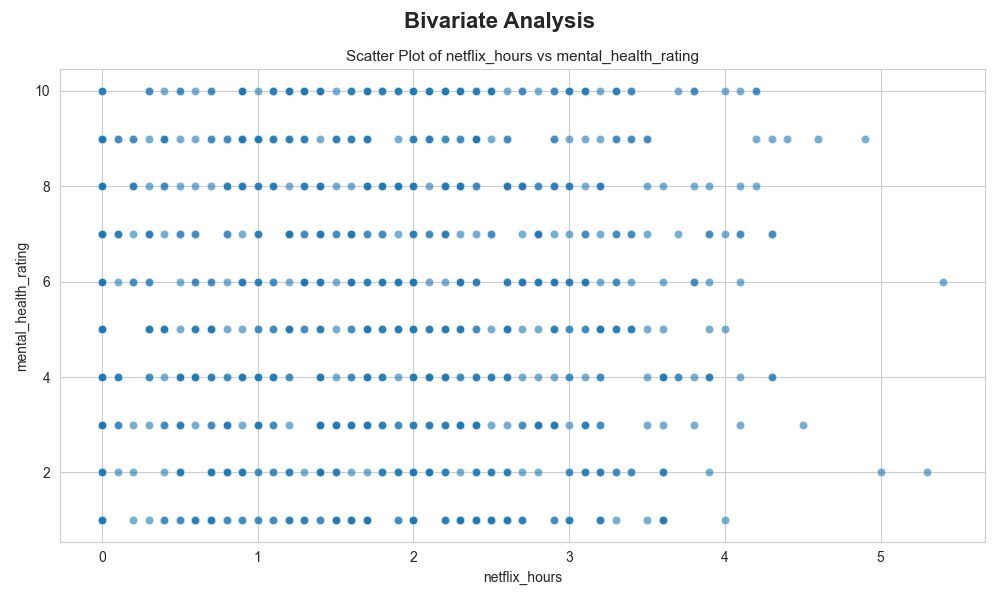 Bivariate Analysis
Scatter Plot of netflix_hours vs mental_health_rating
10
8
6
4
2
mental_health_rating
0 1 2 3 4 5
netflix_hours